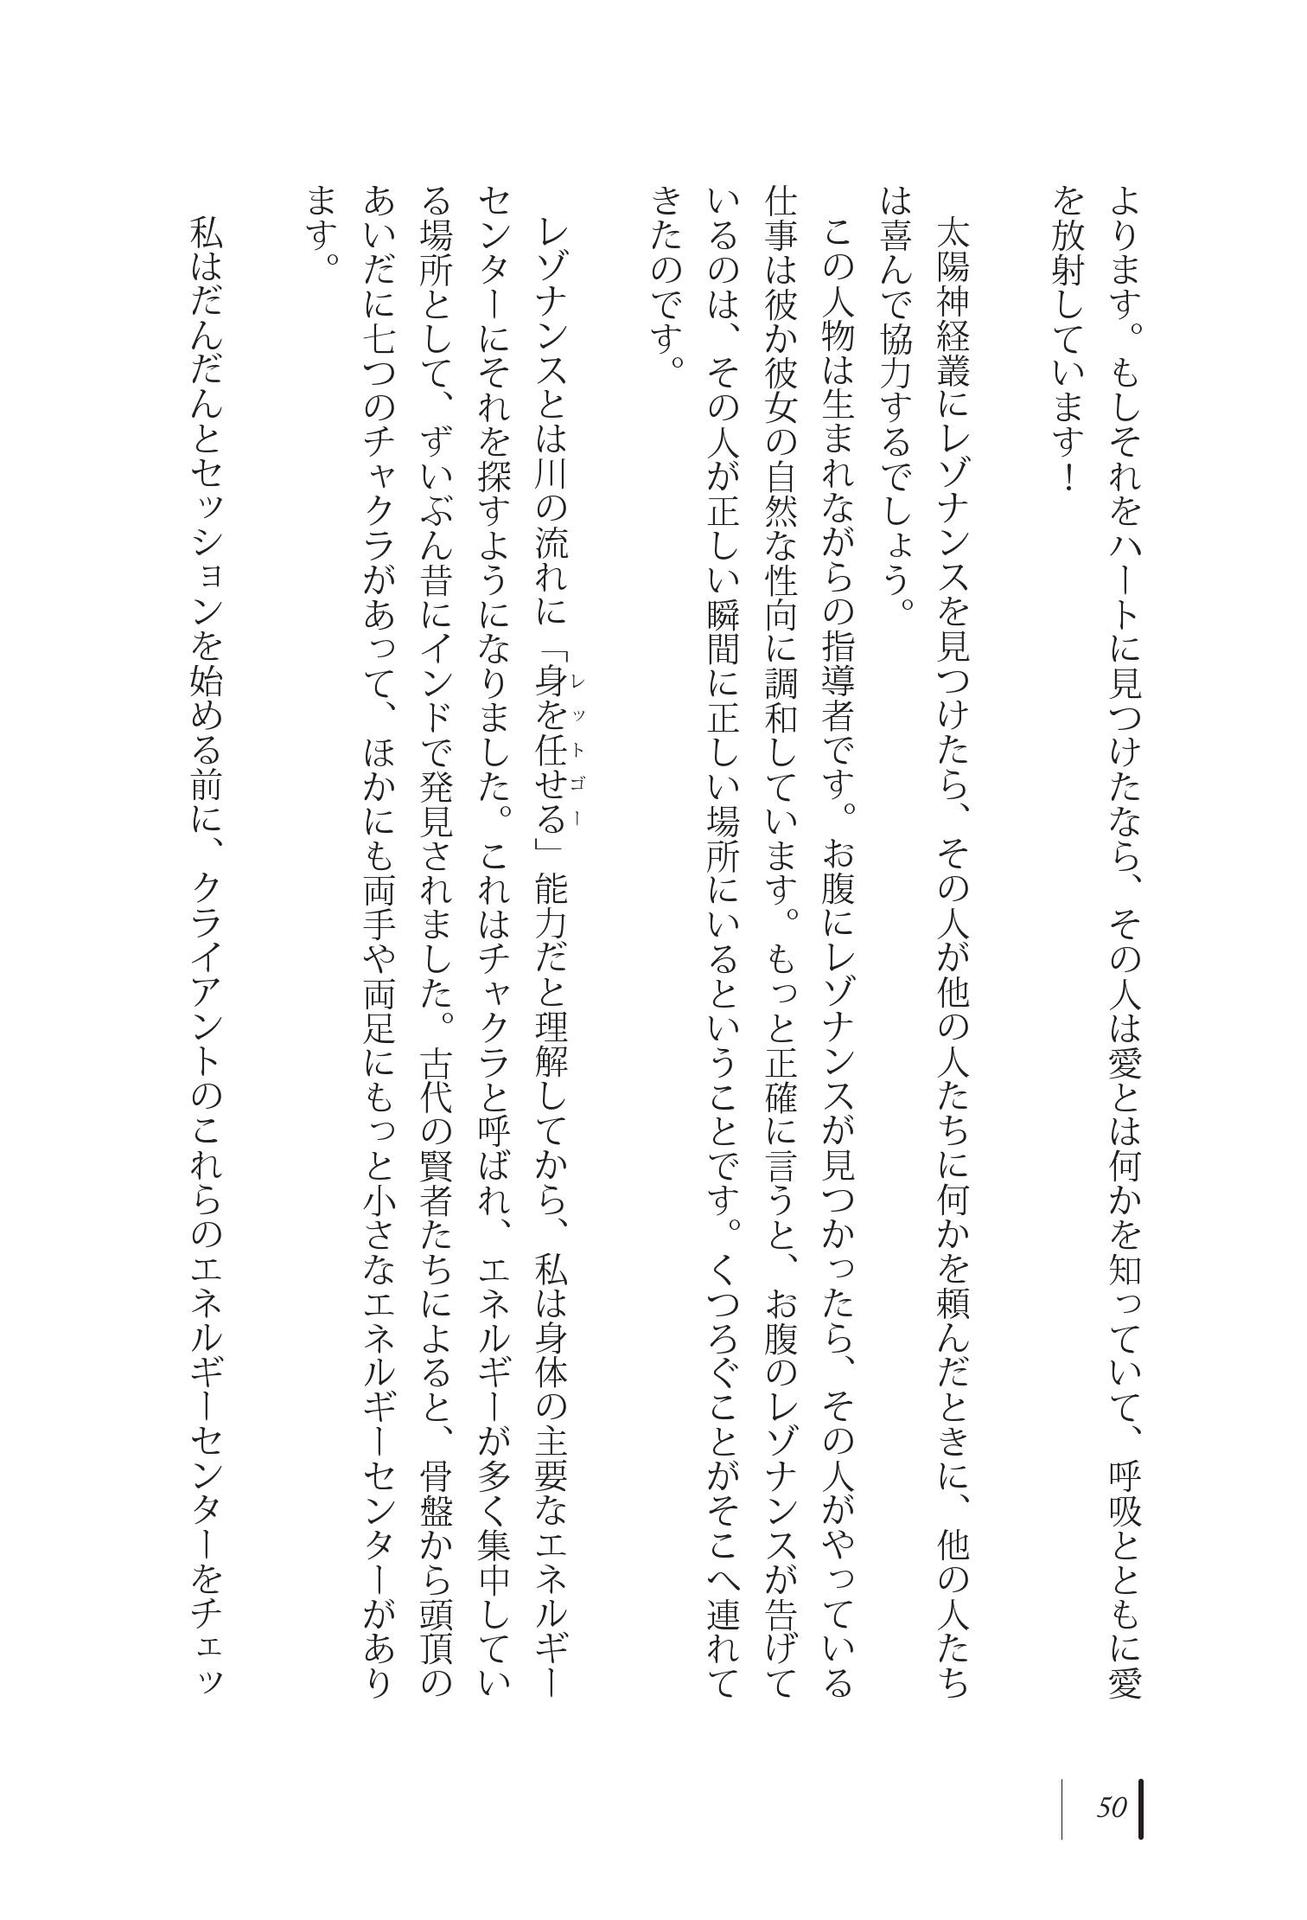 よります。もしそれをハートに見つけたなら、その人は愛とは何かを知っていて、呼吸とともに愛
を放射しています！
太陽神経叢にレゾナンスを見つけたら、その人が他の人たちに何かを頼んだときに、他の人たち
は喜んで協力するでしょう。
この人物は生まれながらの指導者です。お腹にレゾナンスが見つかったら、その人がやっている
仕事は彼か彼女の自然な性向に調和しています。もっと正確に言うと、お腹のレゾナンスが告げて
いるのは、その人が正しい瞬間に正しい場所にいるということです。くつろぐことがそこへ連れて
きたのです。
レゾナンスとは川の流れに「身を任せる」能力だと理解してから、私は身体の主要なエネルギー
レットゴー
センターにそれを探すようになりました。これはチャクラと呼ばれ、エネルギーが多く集中してい
る場所として、ずいぶん昔にインドで発見されました。古代の賢者たちによると、骨盤から頭頂の
あいだに七つのチャクラがあって、ほかにも両手や両足にもっと小さなエネルギーセンターがあり
ます。
私はだんだんとセッションを始める前に、クライアントのこれらのエネルギーセンターをチェッ
50